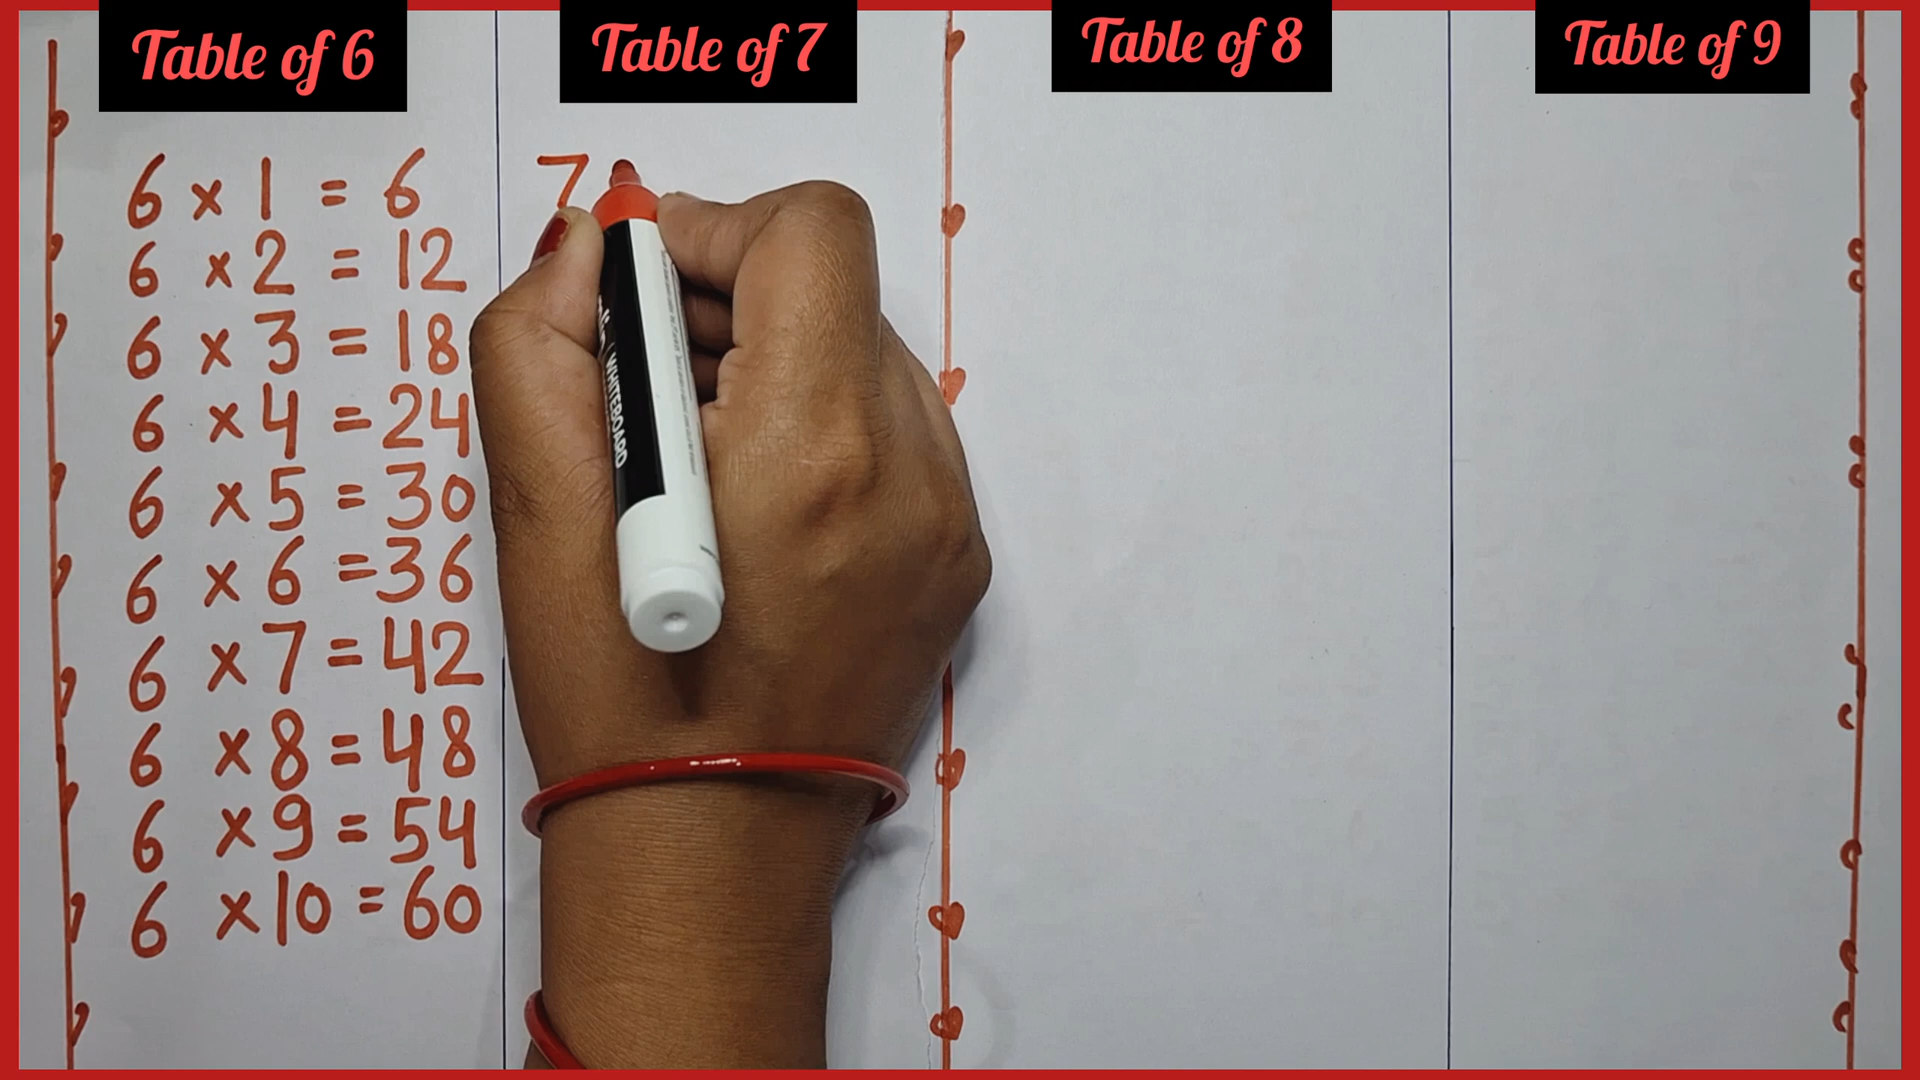 Table of 6
6 × 1 = 6
6 × 2 = 12
6 × 3 = 18
6 × 4 = 24
6 × 5 = 30
6 × 6 = 36
6 × 7 = 42
6 × 8 = 48
6 × 9 = 54
6 × 10 = 60
Table of 7
7
WHITEBOARD
Table of 8
Table of 9